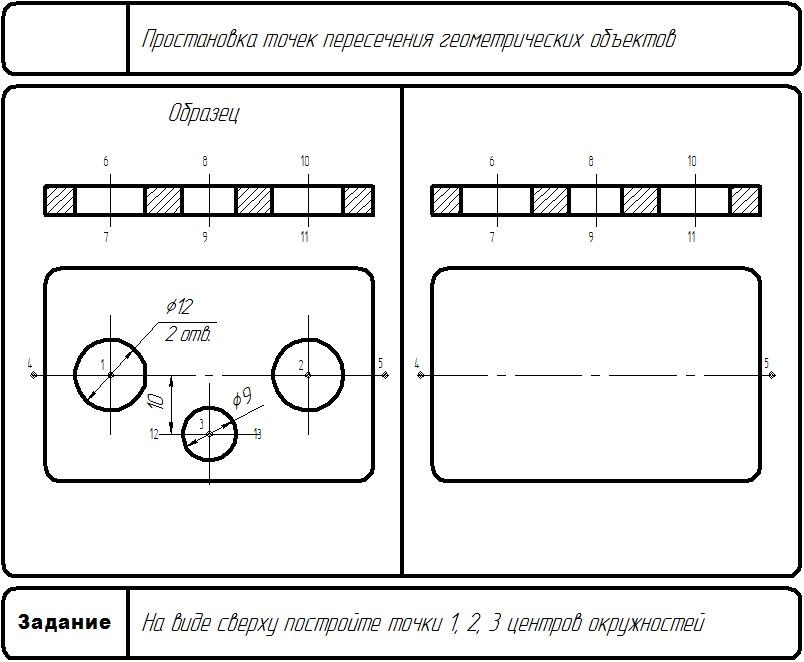 Простановка точек пересечения геометрических объектов
Образец
6 8 10
7 9 11
ϕ12
2 отв.
4 1 2 5
10
ϕ9
12 3 13
6 8 10
7 9 11
4 5
Задание
На виде сверху постройте точки 1, 2, 3 центров окружностей